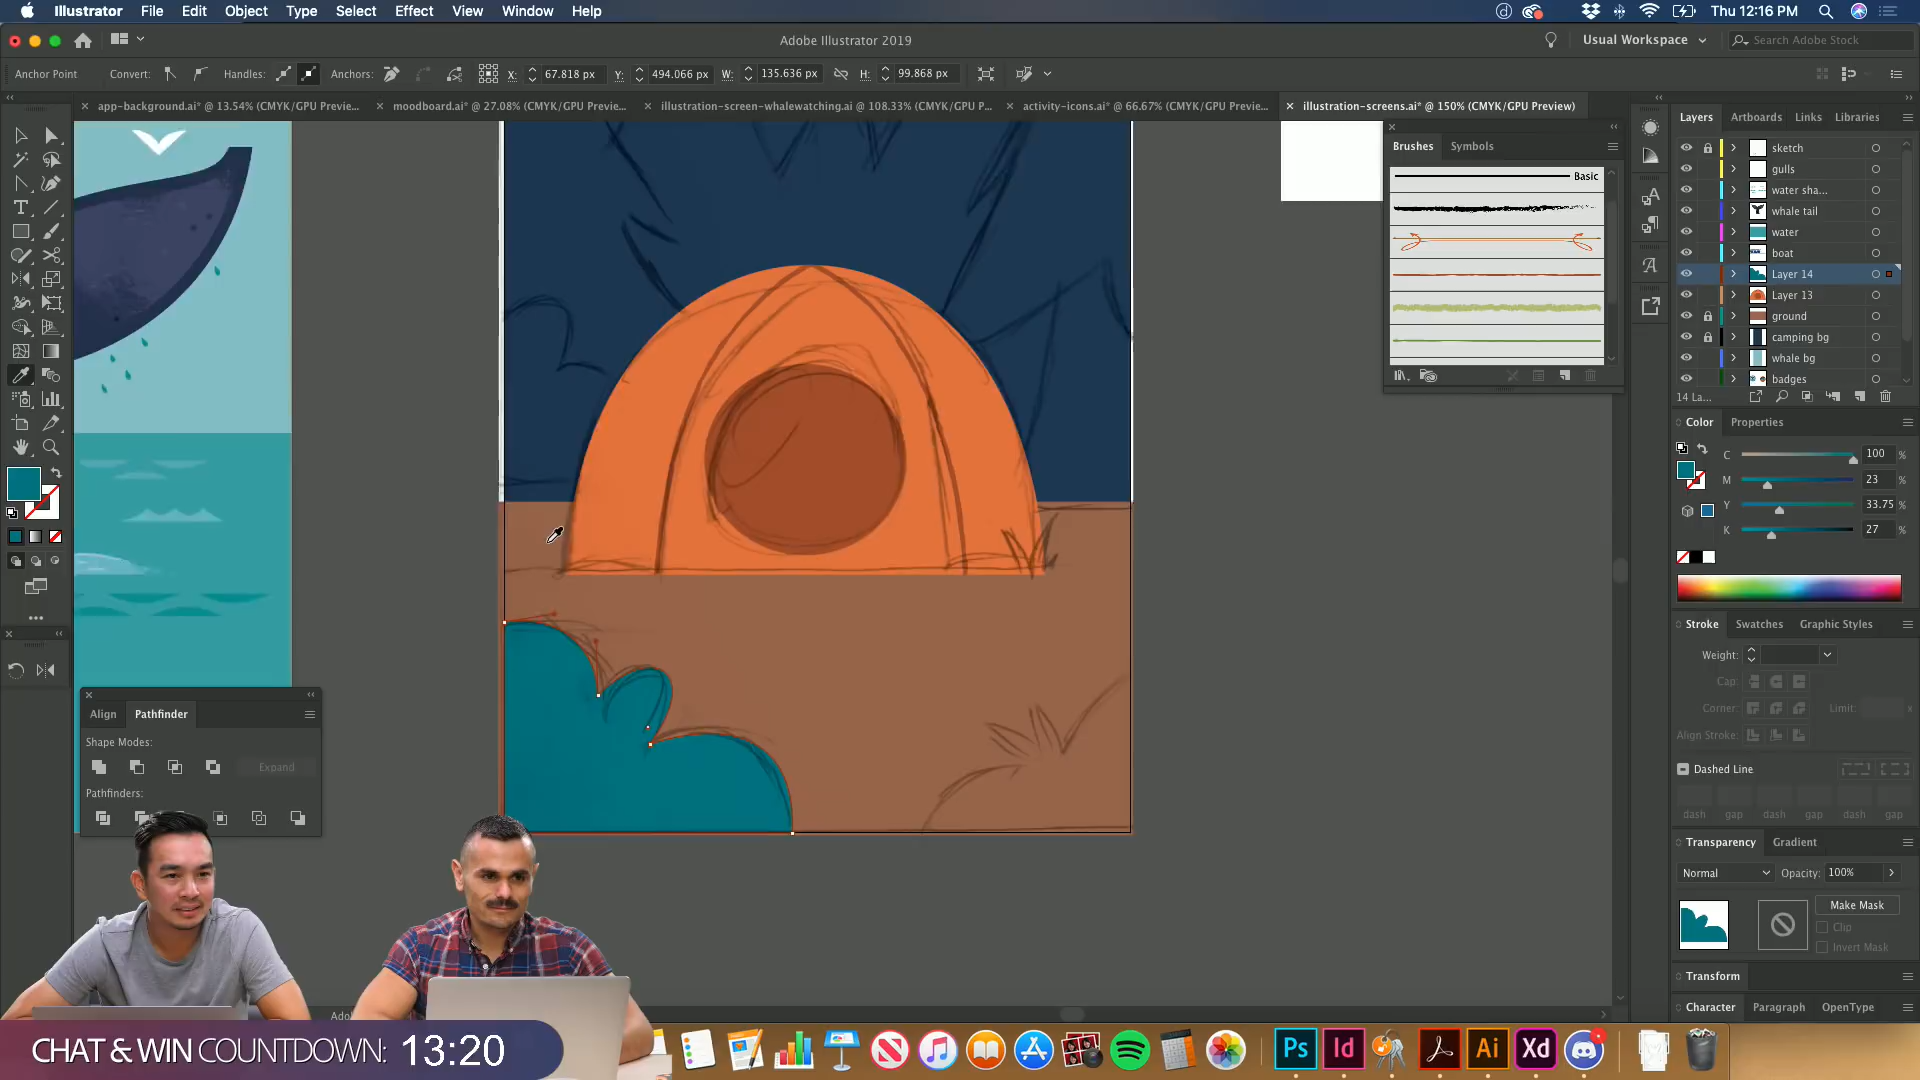 Illustrator File Edit Object Type Select Effect View Window Help
Thu 12:16 PM
Adobe Illustrator 2019
Usual Workspace
Search Adobe Stock
Anchor Point Convert: Handles: Anchors: X: 67.818 px Y: 494.066 px W: 135.636 px H: 99.868 px
app-background.ai* @ 13.54% (CMYK/GPU Previe...
moodboard.ai* @ 27.08% (CMYK/GPU Previe...
illustration-screen-whalewatching.ai @ 108.33% (CMYK/GPU P...
activity-icons.ai* @ 66.67% (CMYK/GPU Previe...
illustration-screens.ai* @ 150% (CMYK/GPU Preview)
Brushes Symbols
Basic
Layers Artboards Links Libraries
sketch
gulls
water sha...
whale tail
water
boat
Layer 14
Layer 13
ground
camping bg
whale bg
badges
14 La...
Color Properties
C 100 %
M 23 %
Y 33.75 %
K 27 %
Stroke Swatches Graphic Styles
Weight:
Cap:
Corner: Limit: x
Align Stroke:
Dashed Line
dash gap dash gap dash gap
Transparency Gradient
Normal Opacity: 100%
Make Mask
Clip
Invert Mask
Transform
Character Paragraph OpenType
Align Pathfinder
Shape Modes:
Expand
Pathfinders:
Adob
CHAT & WIN COUNTDOWN: 13:20
Ps Id Ai Xd